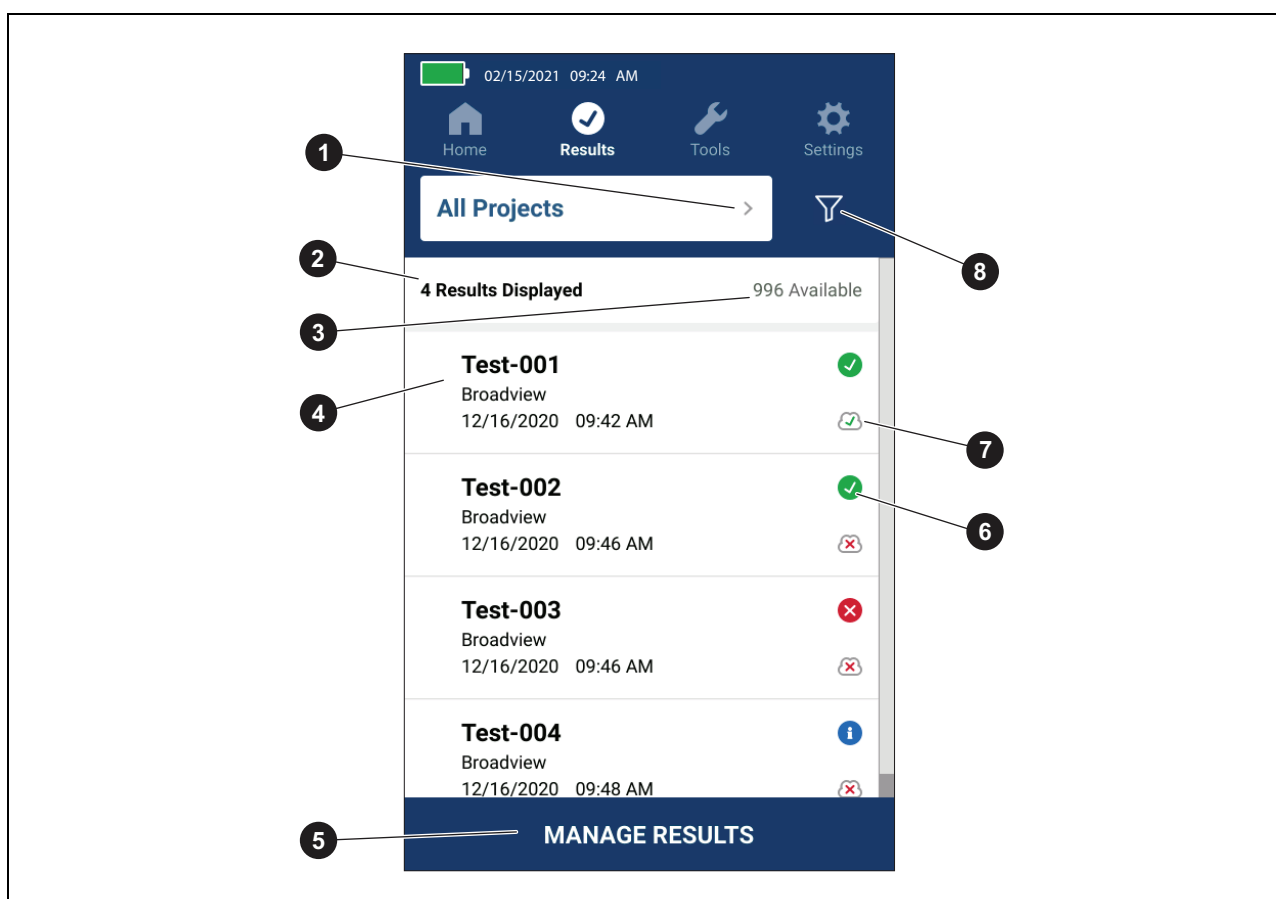 02/15/2021 09:24 AM
Home Results Tools Settings
1
All Projects
8
2
4 Results Displayed 996 Available
3
Test-001
Broadview
4
12/16/2020 09:42 AM
7
Test-002
Broadview
6
12/16/2020 09:46 AM
Test-003
Broadview
12/16/2020 09:46 AM
Test-004
Broadview
12/16/2020 09:48 AM
5
MANAGE RESULTS